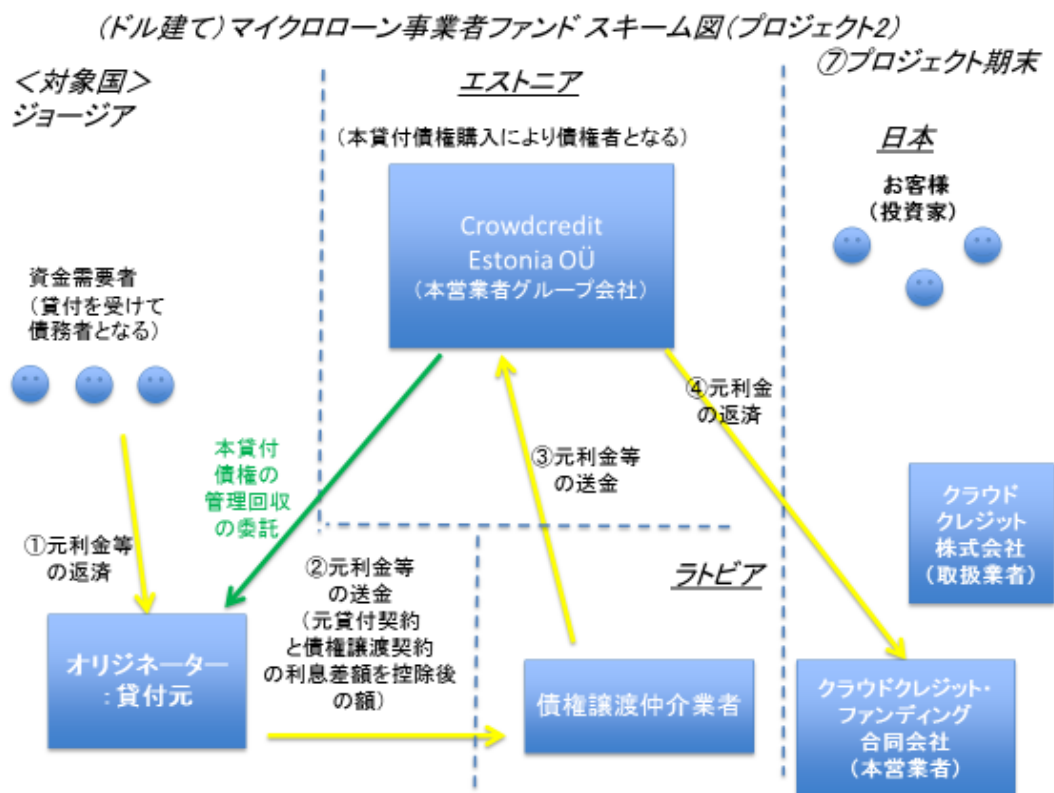 (ドル建て)マイクロローン事業者ファンド スキーム図(プロジェクト2)
<対象国>
ジョージア
エストニア
(本貸付債権購入により債権者となる)
⑦プロジェクト期末
日本
お客様
(投資家)
Crowdcredit
Estonia OÜ
(本営業者グループ会社)
資金需要者
(貸付を受けて
債務者となる)
①元利金等
の返済
本貸付
債権の
管理回収
の委託
③元利金等
の送金
④元利金
の返済
クラウド
クレジット
株式会社
(取扱業者)
②元利金等
の送金
(元貸付契約
と債権譲渡契約
の利息差額を控除後
の額)
ラトビア
オリジネーター
:貸付元
債権譲渡仲介業者
クラウドクレジット・
ファンディング
合同会社
(本営業者)